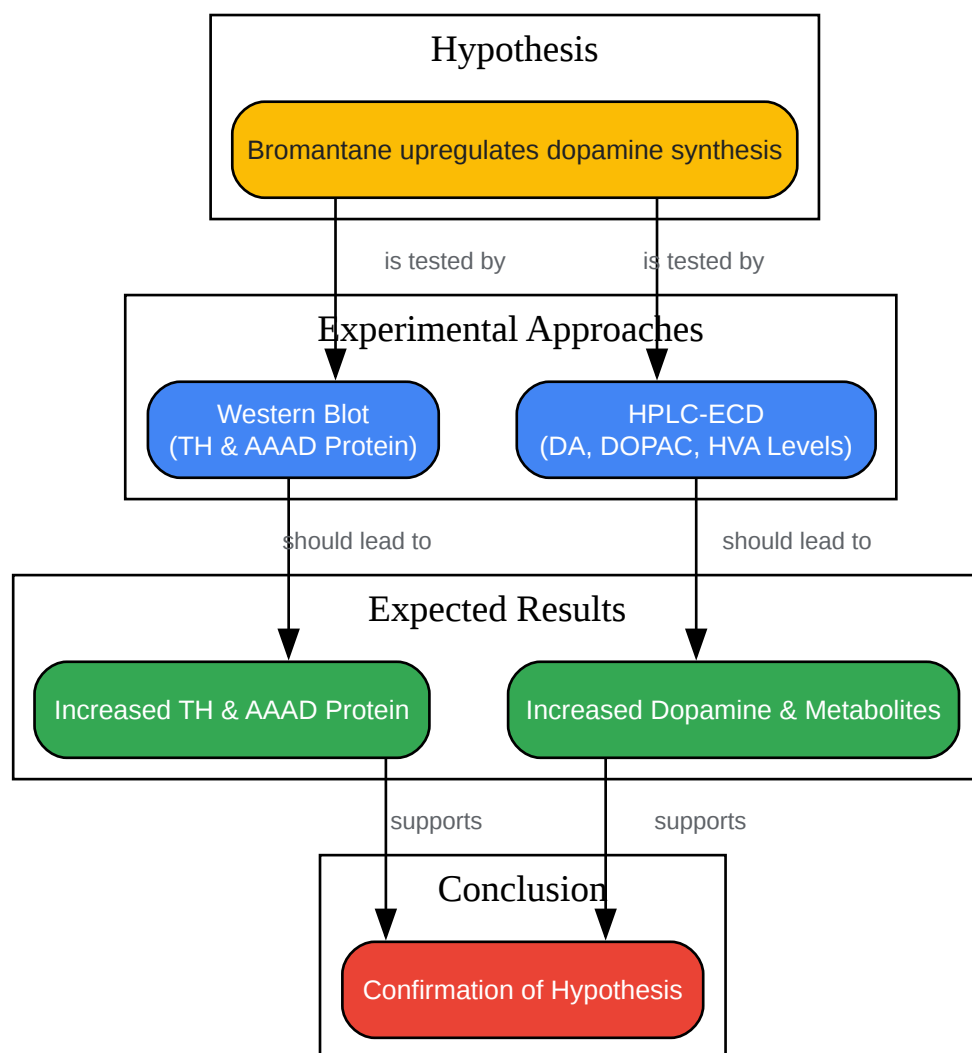 Hypothesis
Bromantane upregulates dopamine synthesis
is tested by
is tested by
Experimental Approaches
Western Blot
(TH & AAAD Protein)
HPLC-ECD
(DA, DOPAC, HVA Levels)
should lead to
should lead to
Expected Results
Increased TH & AAAD Protein
Increased Dopamine & Metabolites
supports
supports
Conclusion
Confirmation of Hypothesis